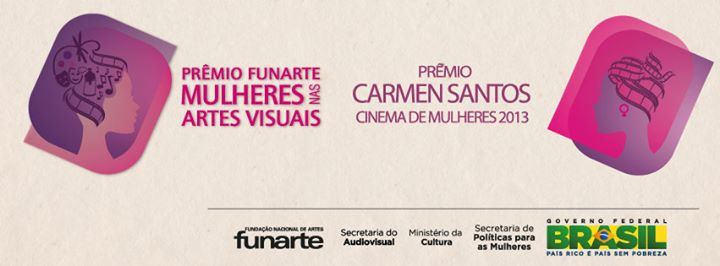 PRÊMIO FUNARTE
MULHERES NAS
ARTES VISUAIS
PRÊMIO
CARMEN SANTOS
CINEMA DE MULHERES 2013
FUNDAÇÃO NACIONAL DE ARTES
funarte
Secretaria do
Audiovisual
Ministério da
Cultura
Secretaria de
Políticas para
as Mulheres
GOVERNO FEDERAL
BRASIL
PAÍS RICO É PAÍS SEM POBREZA